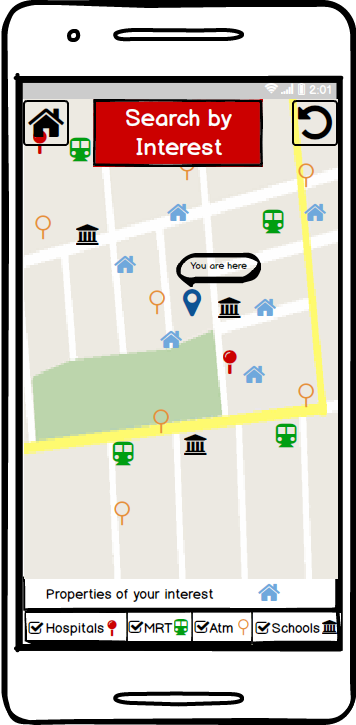 2:01
Search by
Interest
You are here
Properties of your interest
Hospitals MRT Atm Schools